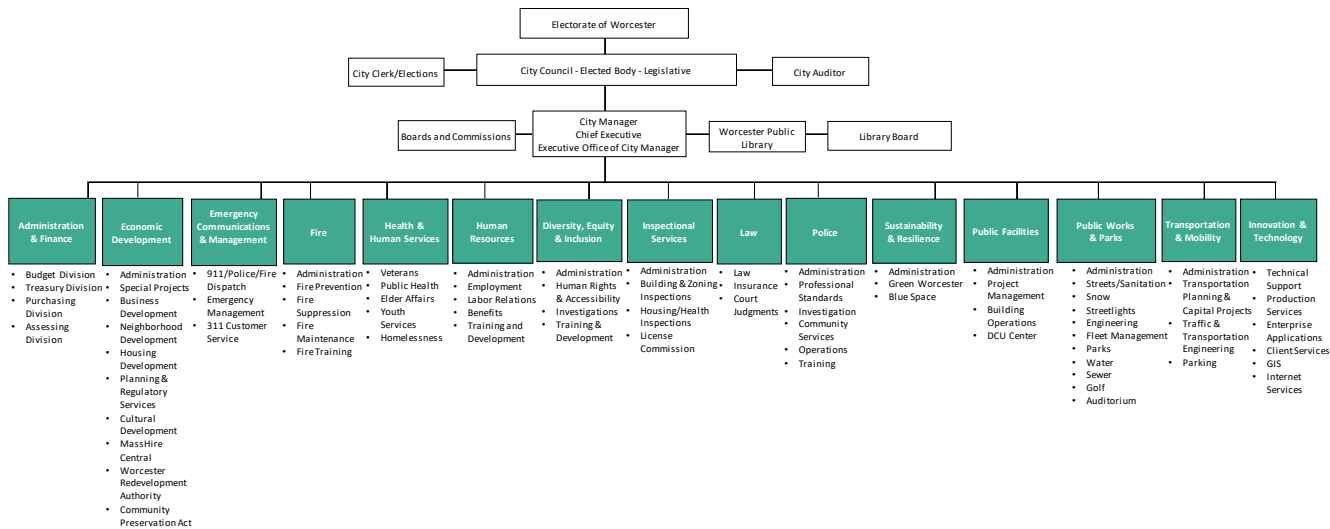 Electorate of Worcester
City Clerk/Elections
City Council - Elected Body - Legislative
City Auditor
Boards and Commissions
City Manager
Chief Executive
Executive Office of City Manager
Worcester Public
Library
Library Board
Administration
& Finance
• Budget Division
• Treasury Division
• Purchasing
Division
• Assessing
Division
Economic
Development
• Administration
• Special Projects
• Business
Development
• Neighborhood
Development
• Housing
Development
• Planning &
Regulatory
Services
• Cultural
Development
• MassHire
Central
• Worcester
Redevelopment
Authority
• Community
Preservation Act
Emergency
Communications
& Management
• 911/Police/Fire
Dispatch
• Emergency
Management
• 311 Customer
Service
Fire
• Administration
• Fire Prevention
• Fire
Suppression
• Fire
Maintenance
• Fire Training
Health &
Human Services
• Veterans
• Public Health
• Elder Affairs
• Youth
Services
• Homelessness
Human
Resources
• Administration
• Employment
• Labor Relations
• Benefits
• Training and
Development
Diversity, Equity
& Inclusion
• Administration
• Human Rights
& Accessibility
• Investigations
• Training &
Development
Inspectional
Services
• Administration
• Building & Zoning
Inspections
• Housing/Health
Inspections
• License
Commission
Law
• Law
• Insurance
• Court
Judgments
Police
• Administration
• Professional
Standards
• Investigation
• Community
Services
• Operations
• Training
Sustainability
& Resilience
• Administration
• Green Worcester
• Blue Space
Public Facilities
• Administration
• Project
Management
• Building
Operations
• DCU Center
Public Works
& Parks
• Administration
• Streets/Sanitation
• Snow
• Streetlights
• Engineering
• Fleet Management
• Parks
• Water
• Sewer
• Golf
• Auditorium
Transportation
& Mobility
• Administration
• Transportation
Planning &
Capital Projects
• Traffic &
Transportation
Engineering
• Parking
Innovation &
Technology
• Technical
Support
• Production
Services
• Enterprise
Applications
• Client Services
• GIS
• Internet
Services